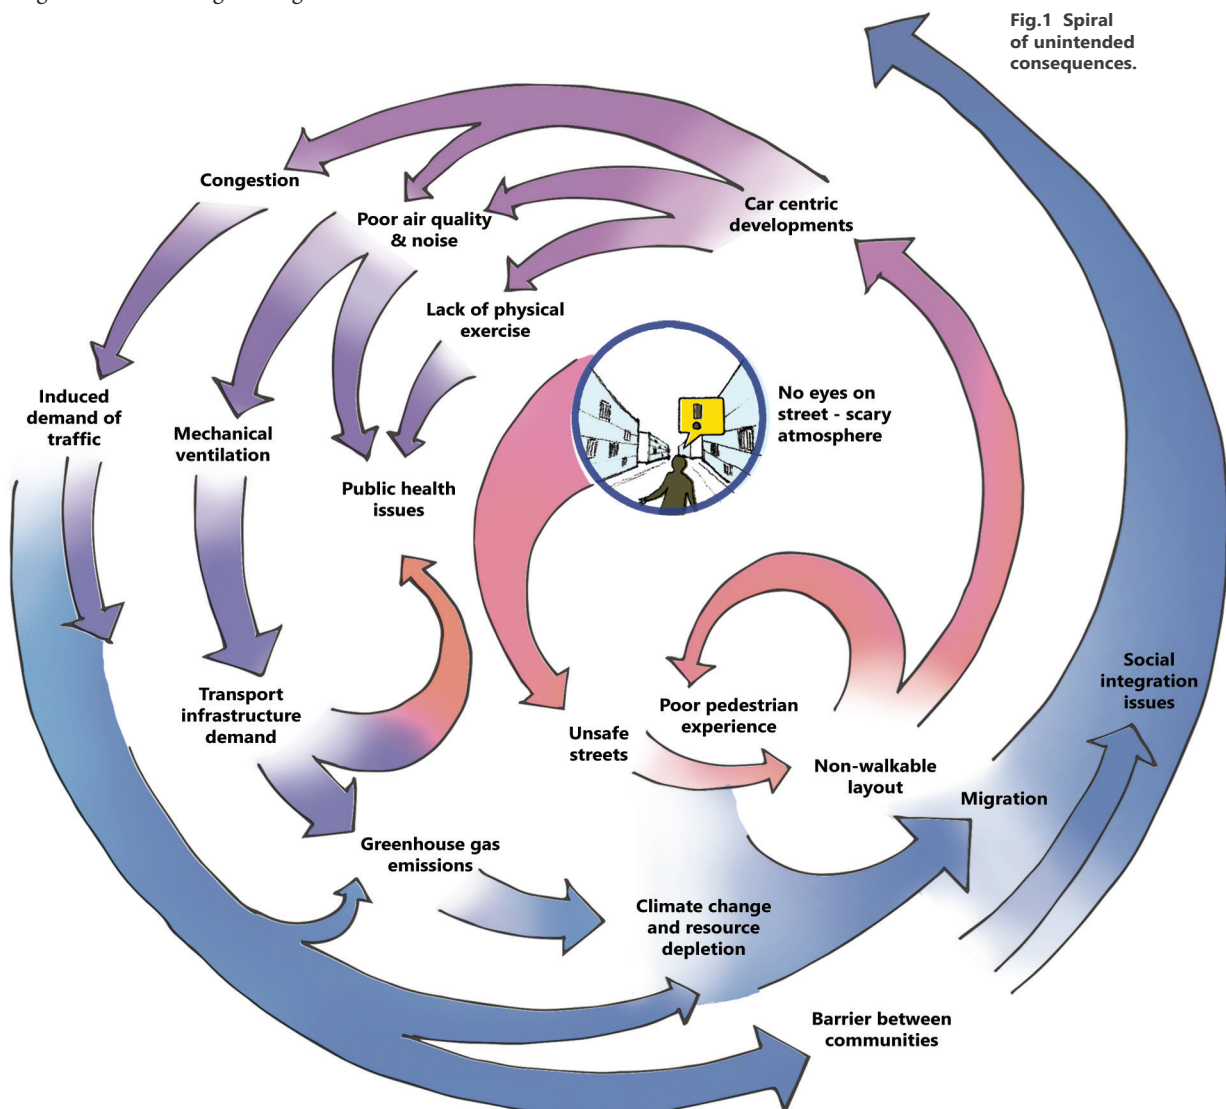 Fig.1 Spiral
of unintended
consequences.
Congestion
Poor air quality
& noise
Car centric
developments
Lack of physical
exercise
No eyes on
street - scary
atmosphere
!
Induced
demand of
traffic
Mechanical
ventilation
Public health
issues
Transport
infrastructure
demand
Unsafe
streets
Poor pedestrian
experience
Non-walkable
layout
Migration
Social
integration
issues
Greenhouse gas
emissions
Climate change
and resource
depletion
Barrier between
communities